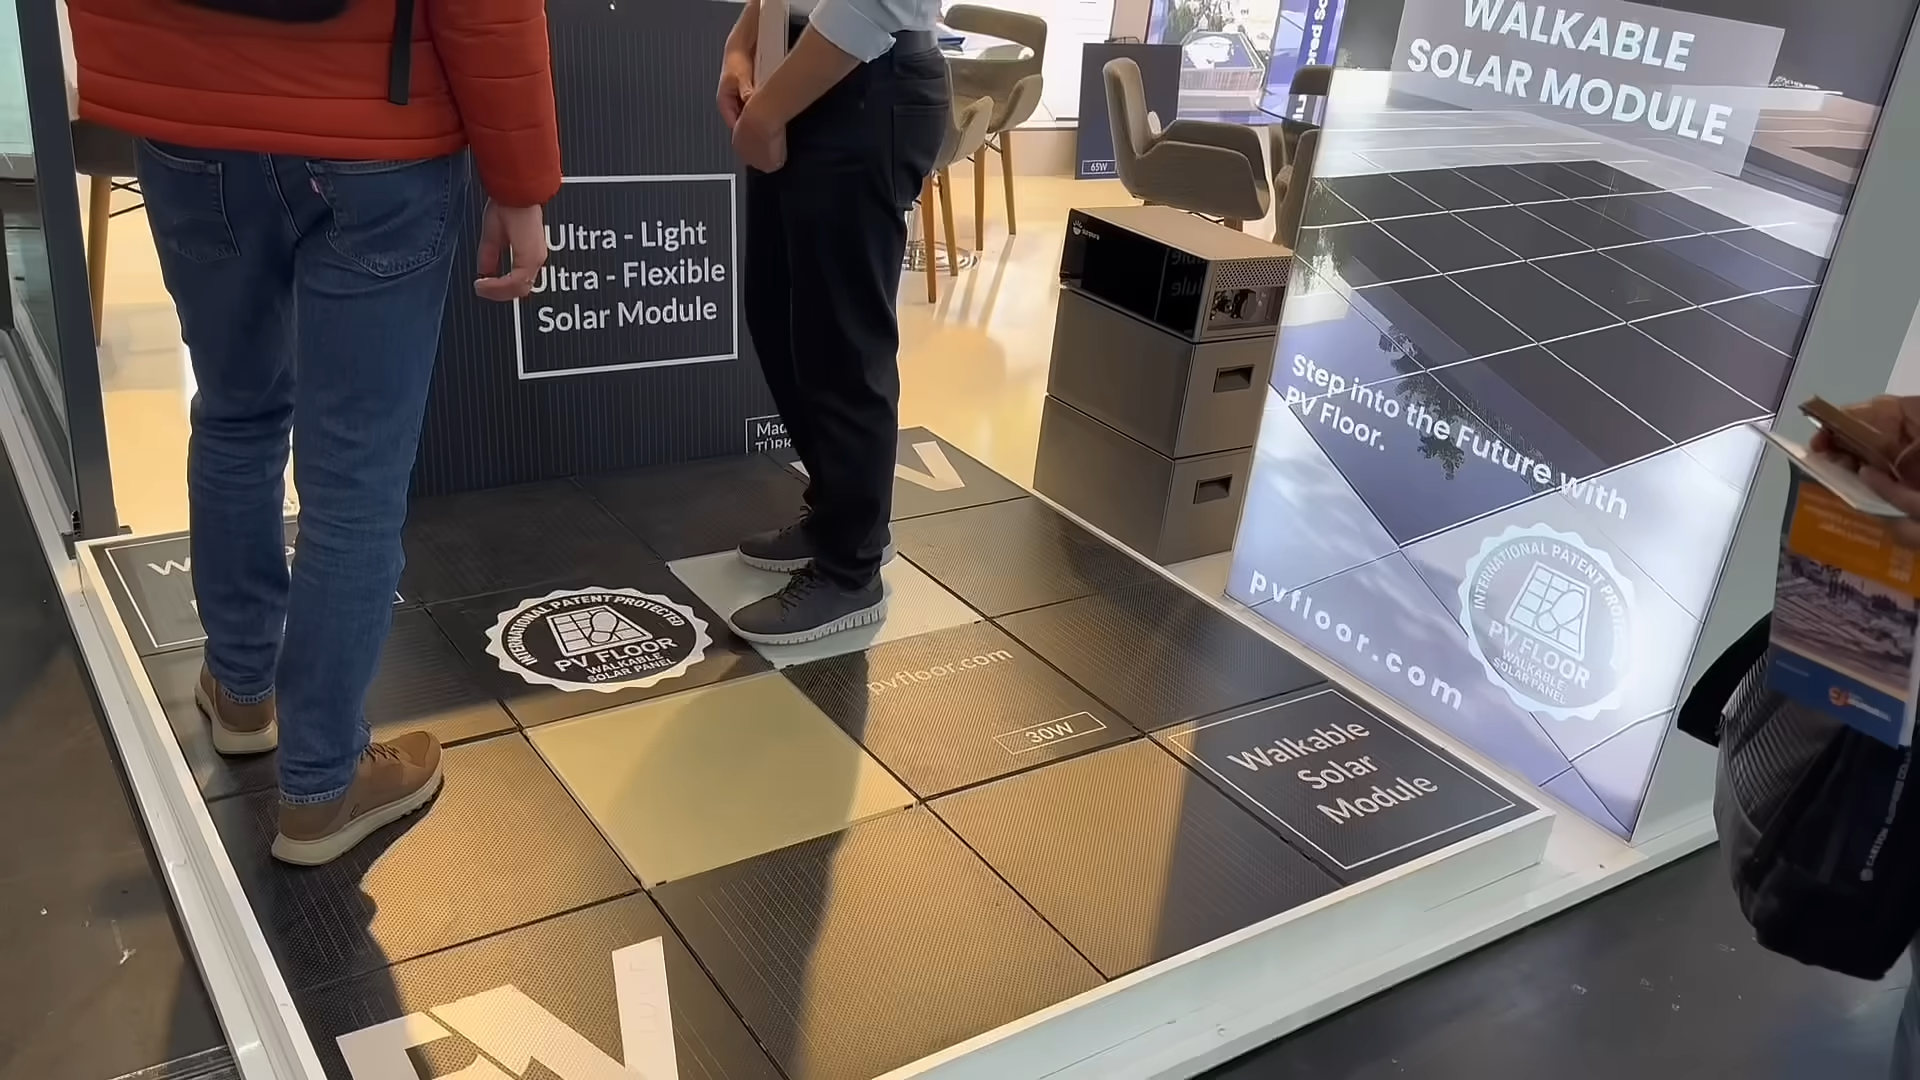 WALKABLE
SOLAR MODULE
Ultra - Light
Ultra - Flexible
Solar Module
65W
Step into the Future with
PV Floor.
pvfloor.com
INTERNATIONAL PATENT
PV FLOOR
WALKABLE
SOLAR PANEL
INTERNATIONAL PATENT PROTECTED
PV FLOOR
WALKABLE
SOLAR PANEL
pvfloor.com
30W
Walkable
Solar
Module